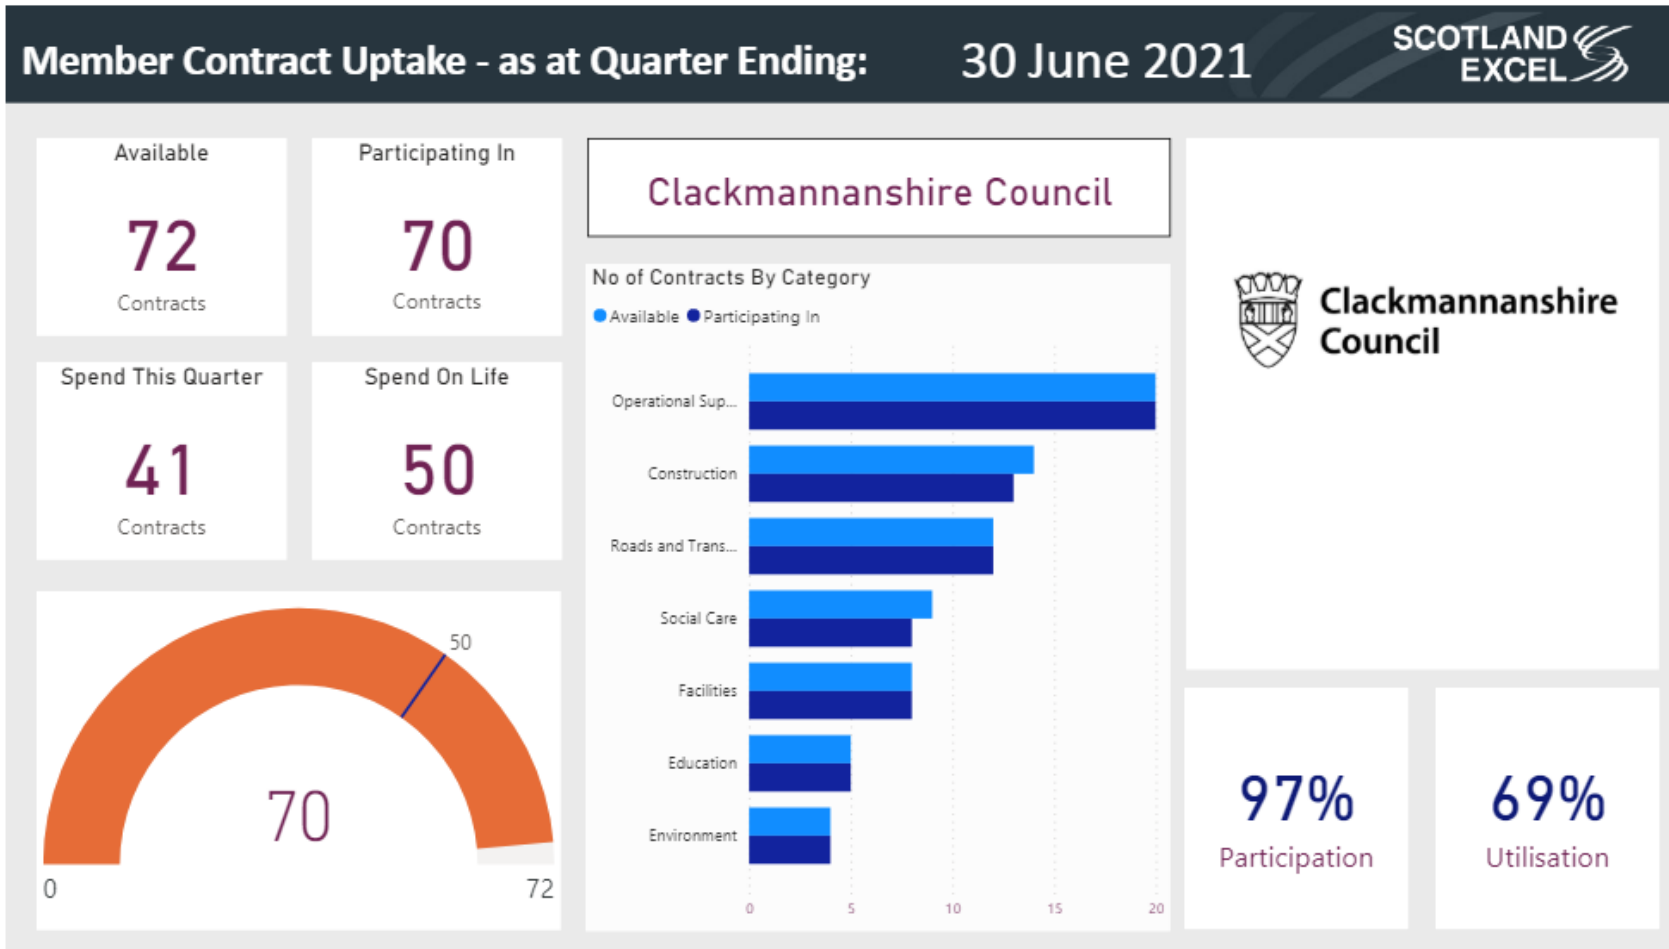 Member Contract Uptake - as at Quarter Ending: 30 June 2021
SCOTLAND
EXCEL
Available
72
Contracts
Participating In
70
Contracts
Spend This Quarter
41
Contracts
Spend On Life
50
Contracts
50
70
0
72
Clackmannanshire Council
No of Contracts By Category
Available Participating In
Operational Sup...
Construction
Roads and Trans...
Social Care
Facilities
Education
Environment
0 5 10 15 20
Clackmannanshire
Council
97%
Participation
69%
Utilisation